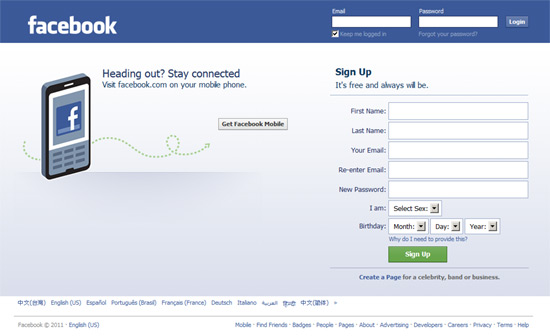 facebook
Email
Password
Login
Keep me logged in
Forgot your password?
Heading out? Stay connected
Visit facebook.com on your mobile phone.
Get Facebook Mobile
Sign Up
It's free and always will be.
First Name:
Last Name:
Your Email:
Re-enter Email:
New Password:
I am: Select Sex:
Birthday: Month: Day: Year:
Why do I need to provide this?
Sign Up
Create a Page for a celebrity, band or business.
中文(台灣) English (US) Español Português (Brasil) Français (France) Deutsch Italiano العربية हिन्दी 中文(简体) »
Facebook © 2011 · English (US)
Mobile · Find Friends · Badges · People · Pages · About · Advertising · Developers · Careers · Privacy · Terms · Help